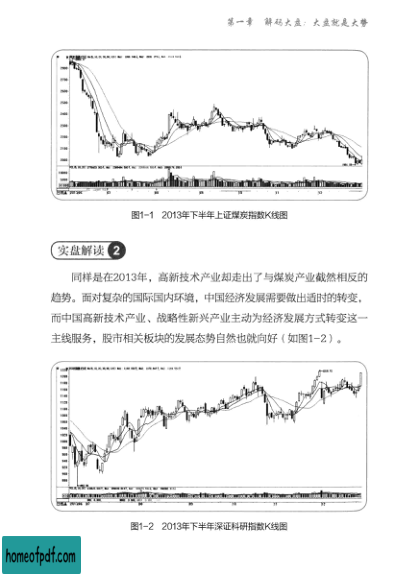 第一章 解码大盘：大盘就是大势
图1-1 2013年下半年上证煤炭指数K线图
实盘解读 2
同样是在2013年，高新技术产业却走出了与煤炭产业截然相反的
趋势。面对复杂的国际国内环境，中国经济发展需要做出适时的转变，
而中国高新技术产业、战略性新兴产业主动为经济发展方式转变这一
主线服务，股市相关板块的发展态势自然也就向好（如图1-2）。
图1-2 2013年下半年深证科研指数K线图
homeofpdf.com